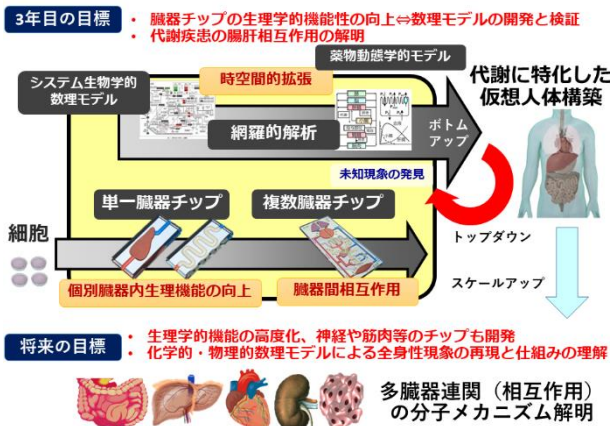 3年目の目標
・ 臓器チップの生理学的機能性の向上⇔数理モデルの開発と検証
・ 代謝疾患の腸肝相互作用の解明
システム生物学的
数理モデル
時空間的拡張
薬物動態学的モデル
代謝に特化した
仮想人体構築
網羅的解析
ボトム
アップ
未知現象の発見
単一臓器チップ
複数臓器チップ
細胞
トップダウン
個別臓器内生理機能の向上
臓器間相互作用
スケールアップ
将来の目標
・ 生理学的機能の高度化、神経や筋肉等のチップも開発
・ 化学的・物理的数理モデルによる全身性現象の再現と仕組みの理解
多臓器連関（相互作用）
の分子メカニズム解明